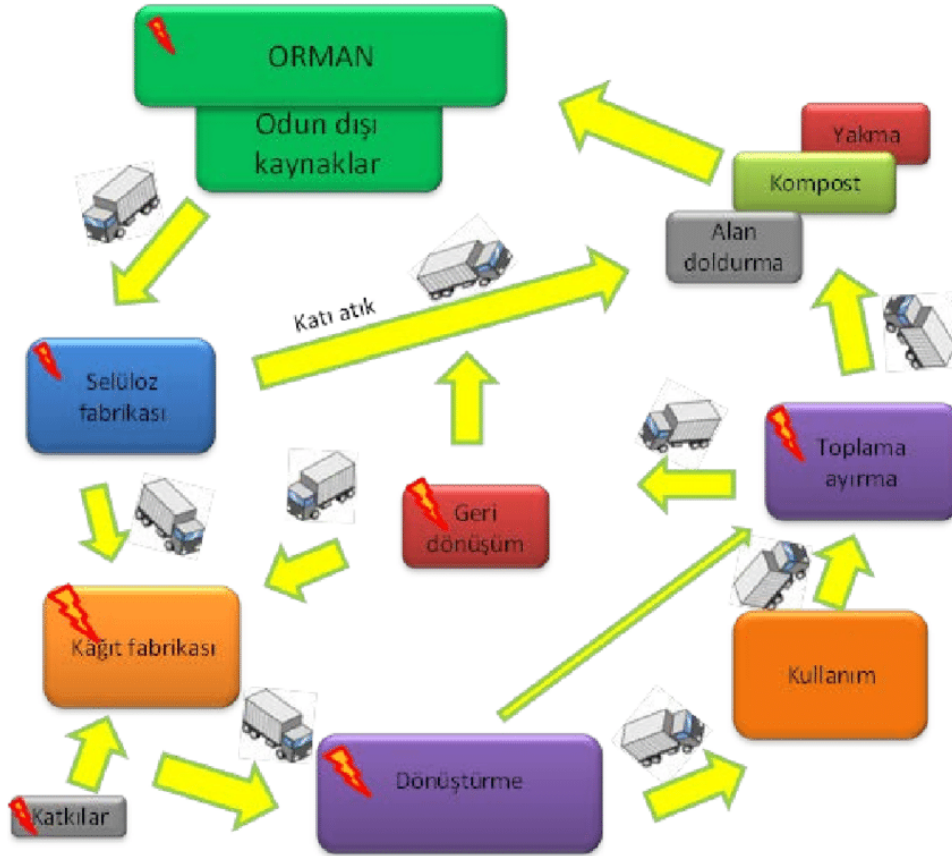 ORMAN
Odun dışı
kaynaklar
Yakma
Kompost
Alan
doldurma
Katı atık
Selüloz
fabrikası
Toplama
ayırma
Geri
dönüşüm
Kağıt fabrikası
Kullanım
Dönüştürme
Katkılar